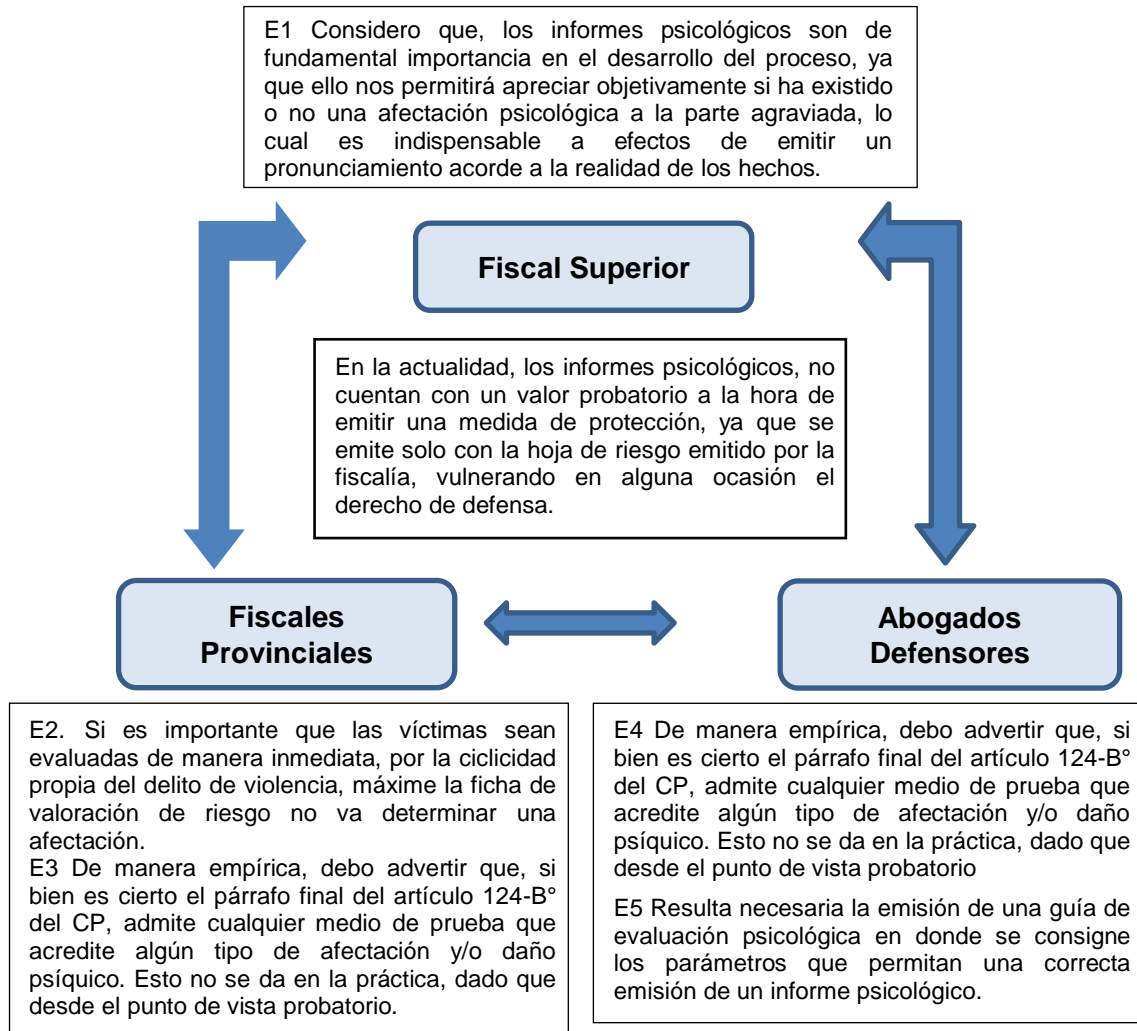 E1 Considero que, los informes psicológicos son de
fundamental importancia en el desarrollo del proceso, ya
que ello nos permitirá apreciar objetivamente si ha existido
o no una afectación psicológica a la parte agraviada, lo
cual es indispensable a efectos de emitir un
pronunciamiento acorde a la realidad de los hechos.
Fiscal Superior
En la actualidad, los informes psicológicos, no
cuentan con un valor probatorio a la hora de
emitir una medida de protección, ya que se
emite solo con la hoja de riesgo emitido por la
fiscalía, vulnerando en alguna ocasión el
derecho de defensa.
Fiscales
Provinciales
Abogados
Defensores
E2. Si es importante que las víctimas sean
evaluadas de manera inmediata, por la ciclicidad
propia del delito de violencia, máxime la ficha de
valoración de riesgo no va determinar una
afectación.
E3 De manera empírica, debo advertir que, si
bien es cierto el párrafo final del artículo 124-B°
del CP, admite cualquier medio de prueba que
acredite algún tipo de afectación y/o daño
psíquico. Esto no se da en la práctica, dado que
desde el punto de vista probatorio.
E4 De manera empírica, debo advertir que, si
bien es cierto el párrafo final del artículo 124-B°
del CP, admite cualquier medio de prueba que
acredite algún tipo de afectación y/o daño
psíquico. Esto no se da en la práctica, dado que
desde el punto de vista probatorio
E5 Resulta necesaria la emisión de una guía de
evaluación psicológica en donde se consigne
los parámetros que permitan una correcta
emisión de un informe psicológico.